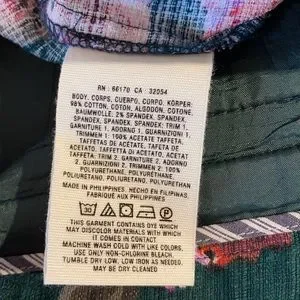 RN : 66170 CA : 32054
BODY, CORPS, CUERPO, CORPO, KÖRPER:
98% COTTON, COTON, ALGODON, COTONE,
BAUMWOLLE; 2% SPANDEX, SPANDEX,
SPANDEX, SPANDEX, SPANDEX: TRIM 1,
GARNITURE 1, ADORNO 1, GUARNIZIONI 1,
TRIMMEN 1: 100% ACETATE TAFFETA,
TAFFETAS DE ACÉTATE, TAFETA DE
ACETATO, TAFFETÀ DI ACETATO, ACETATE
TAFFETA: TRIM 2, GARNITURE 2, ADORNO
2, GUARNIZIONI 2, TRIMMEN 2: 100%
POLYURETHANE, POLYURÉTHANE,
POLIURETANO, POLIURETANO, POLYURETHAN
MADE IN PHILIPPINES. HECHO EN FILIPINAS.
FABRIQUE AUX PHILIPPINES
30
THIS GARMENT CONTAINS DYE WHICH
MAY DISCOLOR MATERIALS WITH WHICH
IT COMES INTO CONTACT
MACHINE WASH COLD WITH LIKE COLORS.
USE ONLY NON-CHLORINE BLEACH.
TUMBLE DRY LOW. LOW IRON AS NEEDED
MAY BE DRY CLEANED